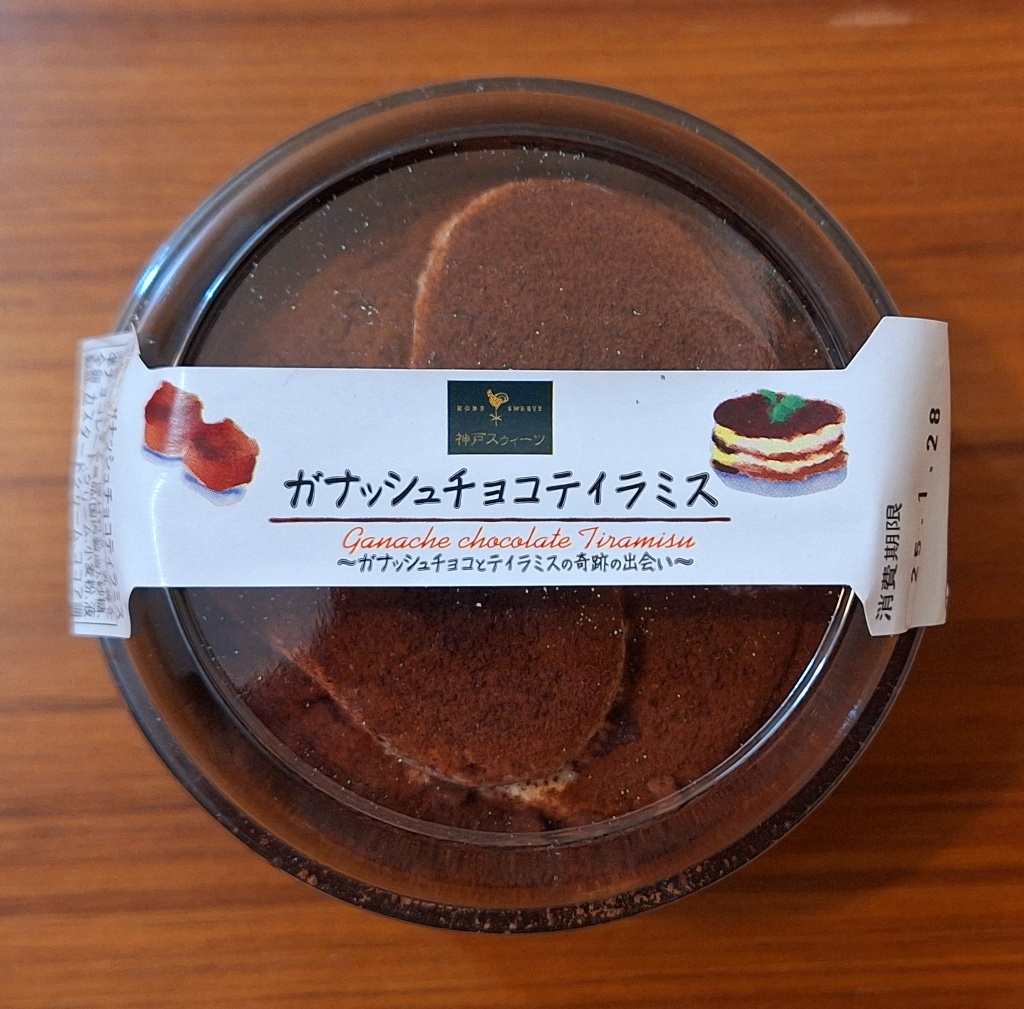 KOBE SWEETS
神戸スウィーツ
ガナッシュチョコティラミス
Ganache chocolate Tiramisu
〜ガナッシュチョコとティラミスの奇跡の出会い〜
消費期限
25.1.28